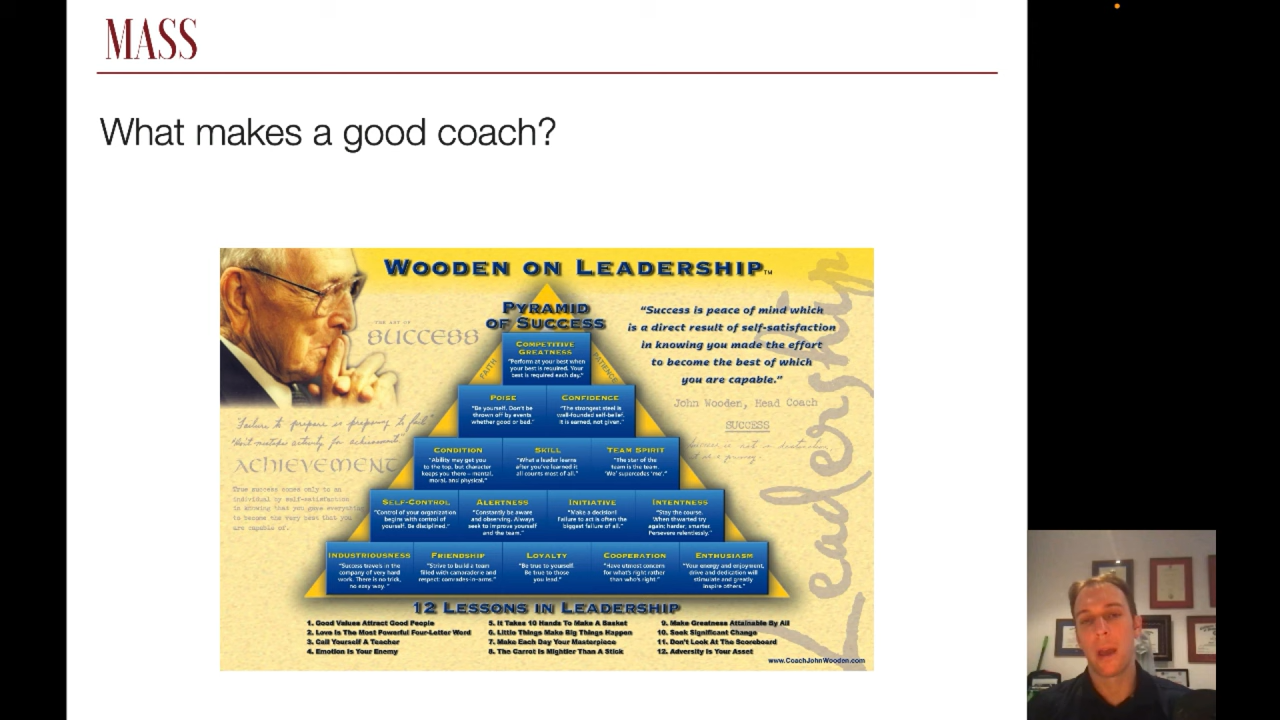 MASS
What makes a good coach?
WOODEN ON LEADERSHIP™
PYRAMID
OF SUCCESS
THE ART OF
SUCCESS
"Success is peace of mind which
is a direct result of self-satisfaction
in knowing you made the effort
to become the best of which
you are capable."
John Wooden, Head Coach
SUCCESS
FAITH
PATIENCE
COMPETITIVE
GREATNESS
"Perform at your best when
your best is required. Your
best is required each day."
POISE
"Be yourself. Don't be
thrown off by events
whether good or bad."
CONFIDENCE
"The strongest steel is
well-founded self-belief.
It is earned, not given."
"Failure to prepare is preparing to fail"
"Don't mistake activity for achievement."
ACHIEVEMENT
CONDITION
"Ability may get you
to the top, but character
keeps you there – mental,
moral, and physical."
SKILL
"What a leader learns
after you've learned it
all counts most of all."
TEAM SPIRIT
"The star of the
team is the team.
'We' supercedes 'me'."
True success comes only to an
individual by self-satisfaction
in knowing that you gave everything
to become the very best that you
are capable of.
SELF-CONTROL
"Control of your organization
begins with control of
yourself. Be disciplined."
ALERTNESS
"Constantly be aware
and observing. Always
seek to improve yourself
and the team."
INITIATIVE
"Make a decision!
Failure to act is often the
biggest failure of all."
INTENTNESS
"Stay the course.
When thwarted try
again; harder; smarter.
Persevere relentlessly."
INDUSTRIOUSNESS
"Success travels in the
company of very hard
work. There is no trick,
no easy way."
FRIENDSHIP
"Strive to build a team
filled with camaraderie and
respect: comrades-in-arms."
LOYALTY
"Be true to yourself.
Be true to those
you lead."
COOPERATION
"Have utmost concern
for what's right rather
than who's right."
ENTHUSIASM
"Your energy and enjoyment,
drive and dedication will
stimulate and greatly
inspire others."
Leadership
12 LESSONS IN LEADERSHIP
1. Good Values Attract Good People
2. Love Is The Most Powerful Four-Letter Word
3. Call Yourself A Teacher
4. Emotion Is Your Enemy
5. It Takes 10 Hands To Make A Basket
6. Little Things Make Big Things Happen
7. Make Each Day Your Masterpiece
8. The Carrot Is Mightier Than A Stick
9. Make Greatness Attainable By All
10. Seek Significant Change
11. Don't Look At The Scoreboard
12. Adversity Is Your Asset
www.CoachJohnWooden.com